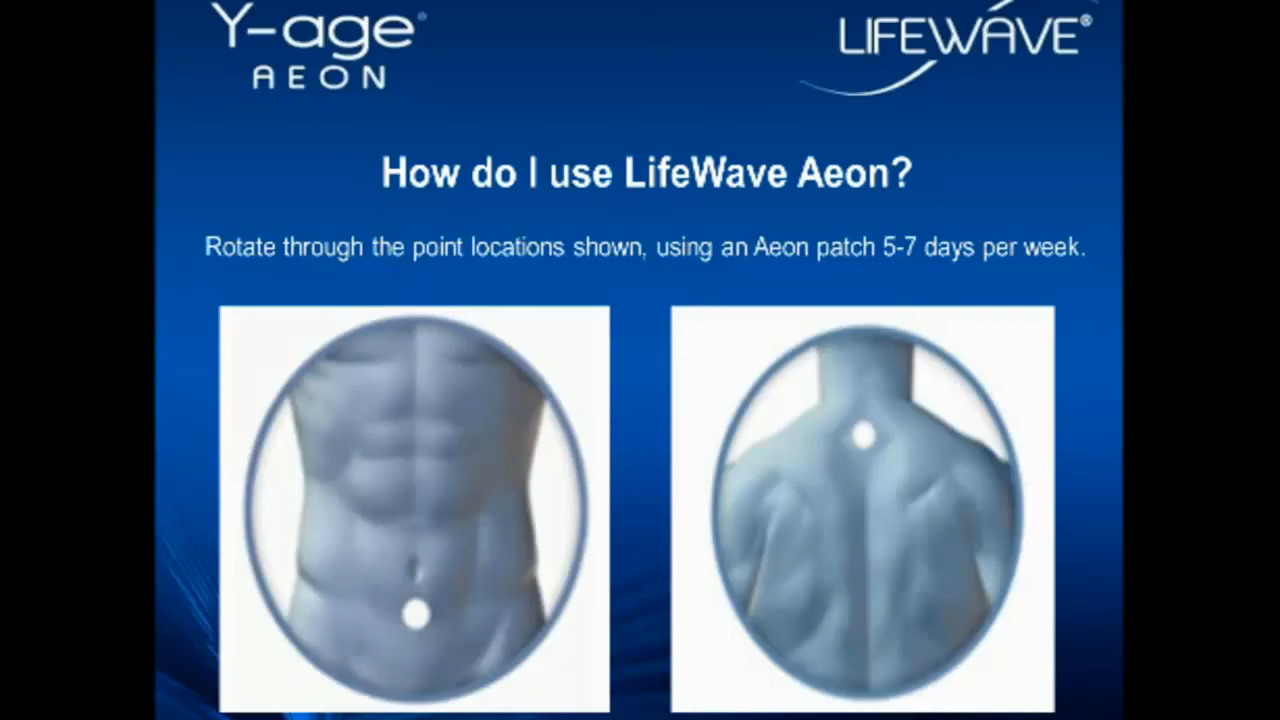 Y-age®
AEON
LIFEWAVE®
How do I use LifeWave Aeon?
Rotate through the point locations shown, using an Aeon patch 5-7 days per week.